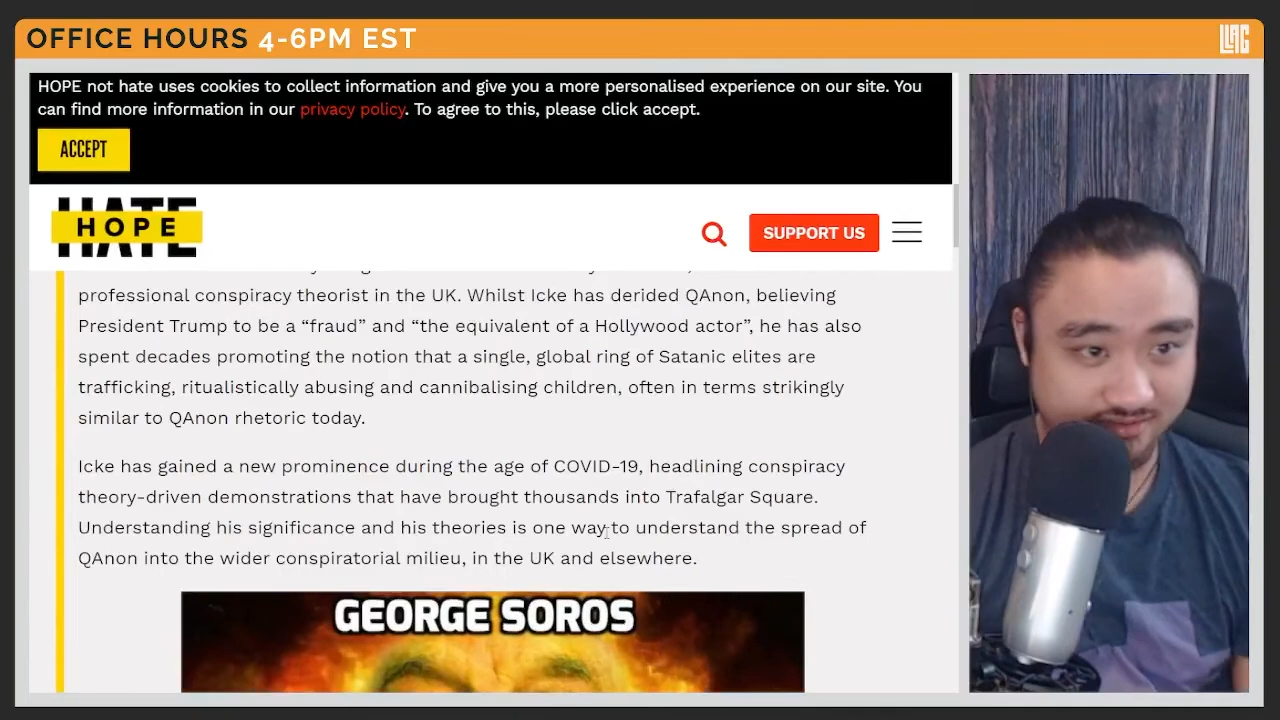 OFFICE HOURS 4-6PM EST
LLAG
HOPE not hate uses cookies to collect information and give you a more personalised experience on our site. You
can find more information in our privacy policy. To agree to this, please click accept.
ACCEPT
HATE
HOPE
SUPPORT US
professional conspiracy theorist in the UK. Whilst Icke has derided QAnon, believing
President Trump to be a “fraud” and “the equivalent of a Hollywood actor”, he has also
spent decades promoting the notion that a single, global ring of Satanic elites are
trafficking, ritualistically abusing and cannibalising children, often in terms strikingly
similar to QAnon rhetoric today.
Icke has gained a new prominence during the age of COVID-19, headlining conspiracy
theory-driven demonstrations that have brought thousands into Trafalgar Square.
Understanding his significance and his theories is one way to understand the spread of
QAnon into the wider conspiratorial milieu, in the UK and elsewhere.
GEORGE SOROS